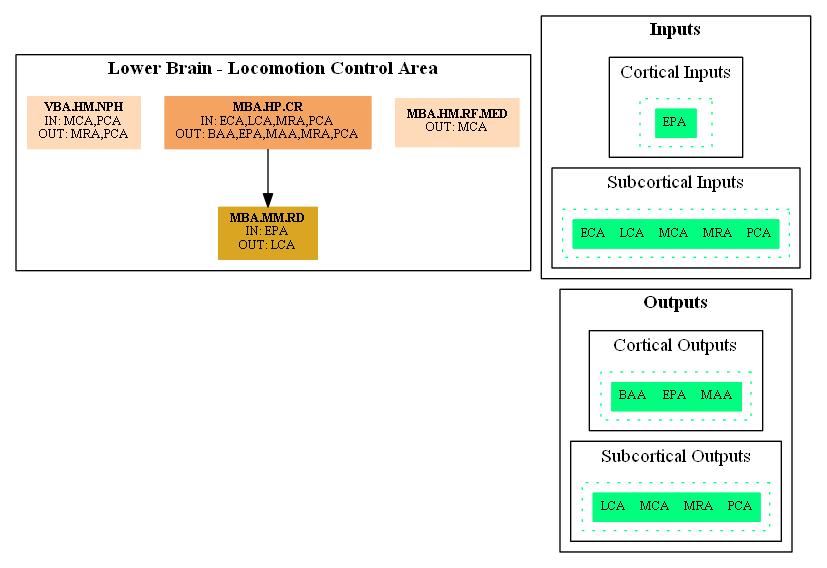 Lower Brain - Locomotion Control Area
VBA.HM.NPH
IN: MCA,PCA
OUT: MRA,PCA
MBA.HP.CR
IN: ECA,LCA,MRA,PCA
OUT: BAA,EPA,MAA,MRA,PCA
MBA.HM.RF.MED
OUT: MCA
MBA.MM.RD
IN: EPA
OUT: LCA
Inputs
Cortical Inputs
EPA
Subcortical Inputs
ECA LCA MCA MRA PCA
Outputs
Cortical Outputs
BAA EPA MAA
Subcortical Outputs
LCA MCA MRA PCA